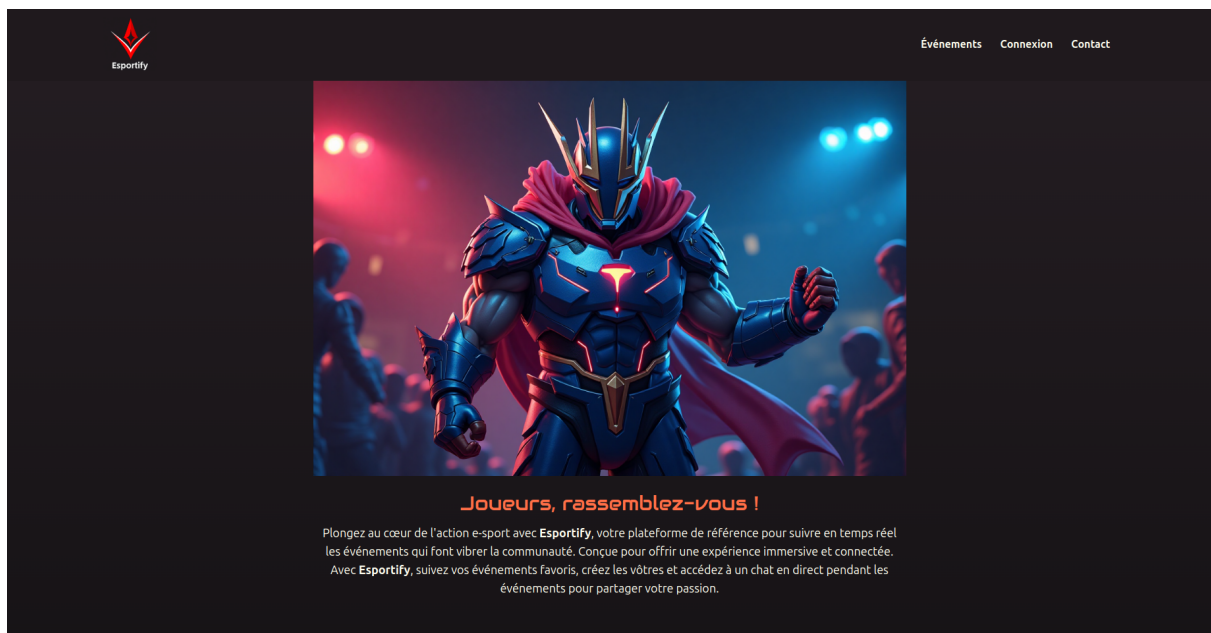 Esportify
Événements Connexion Contact
Joueurs, rassemblez-vous !
Plongez au cœur de l'action e-sport avec Esportify, votre plateforme de référence pour suivre en temps réel
les événements qui font vibrer la communauté. Conçue pour offrir une expérience immersive et connectée.
Avec Esportify, suivez vos événements favoris, créez les vôtres et accédez à un chat en direct pendant les
événements pour partager votre passion.